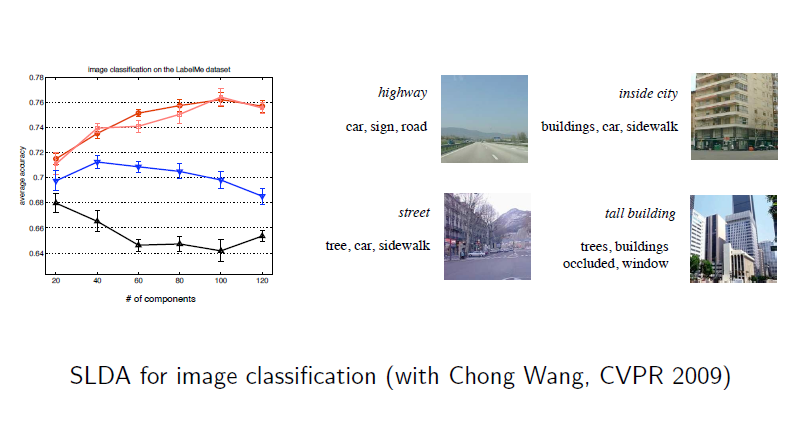 image classification on the LabelMe dataset
average accuracy
0.78
0.76
0.74
0.72
0.7
0.68
0.66
0.64
20 40 60 80 100 120
# of components
highway
car, sign, road
inside city
buildings, car, sidewalk
street
tree, car, sidewalk
tall building
trees, buildings
occluded, window
SLDA for image classification (with Chong Wang, CVPR 2009)